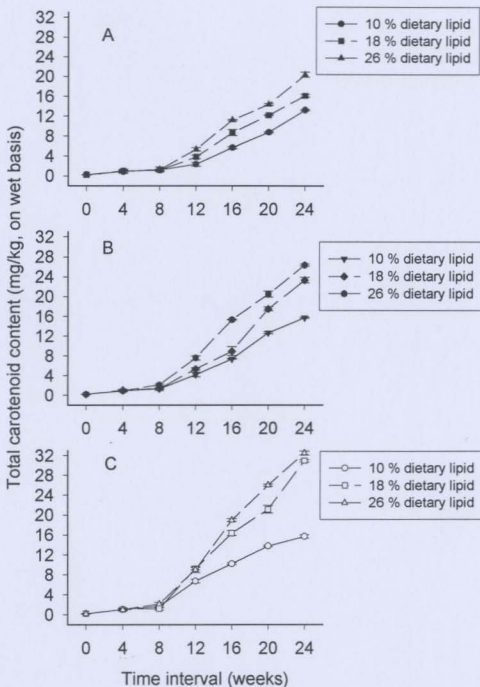 Total carotenoid content (mg/kg, on wet basis)
A
32
28
24
20
16
12
8
4
0
0 4 8 12 16 20 24
10 % dietary lipid
18 % dietary lipid
26 % dietary lipid
B
32
28
24
20
16
12
8
4
0
0 4 8 12 16 20 24
10 % dietary lipid
18 % dietary lipid
26 % dietary lipid
C
32
28
24
20
16
12
8
4
0
0 4 8 12 16 20 24
10 % dietary lipid
18 % dietary lipid
26 % dietary lipid
Time interval (weeks)